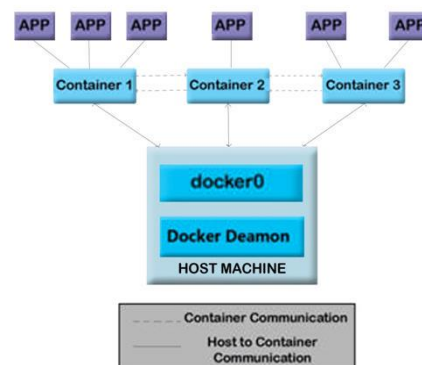 APP APP APP APP APP APP
Container 1 Container 2 Container 3
docker0
Docker Deamon
HOST MACHINE
Container Communication
Host to Container
Communication